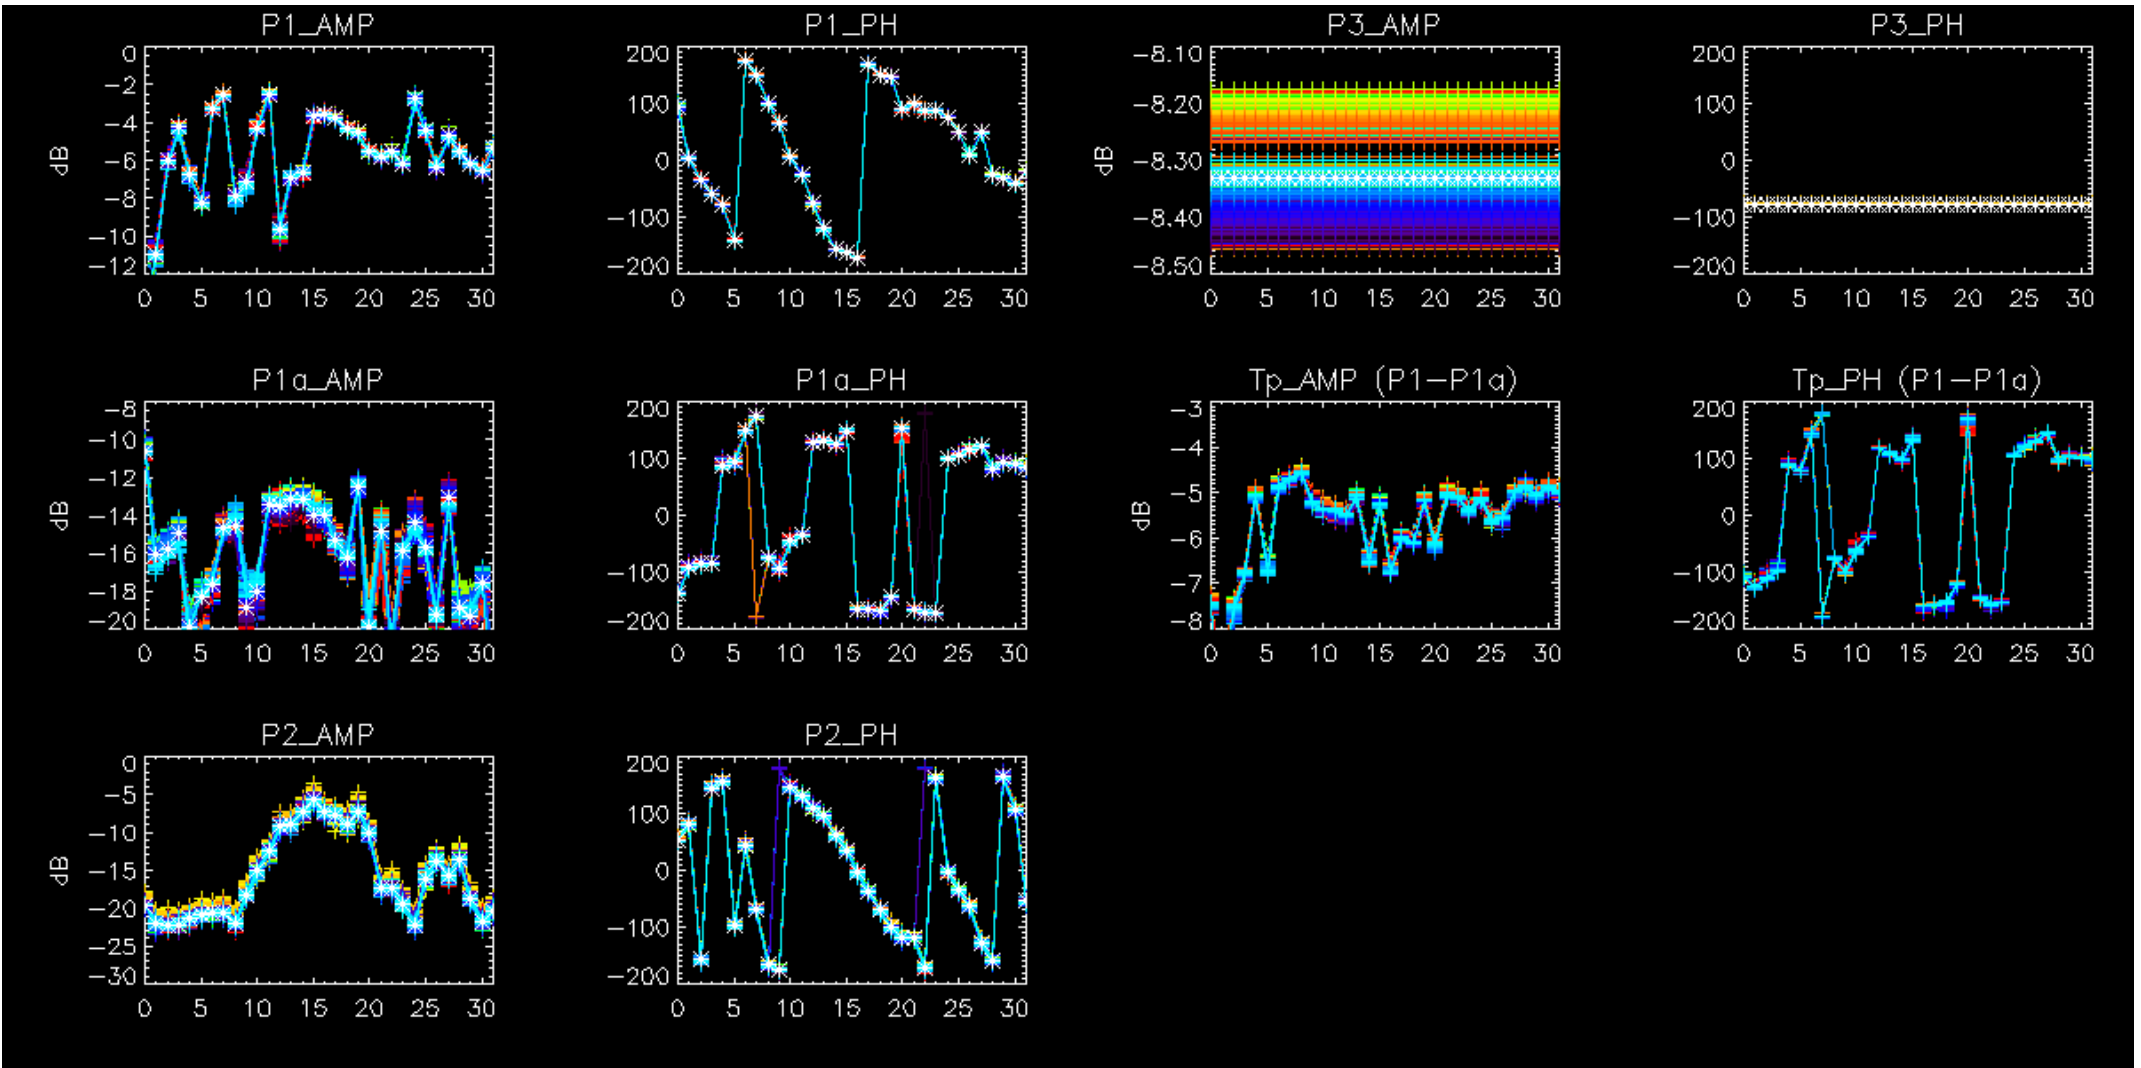 P1_AMP P1_PH P3_AMP P3_PH
0 200 -8.10 200
-2 100 -8.20 100
-4 0 -8.30 0
-6 -100 -8.40 -100
-8 -200 -8.50 -200
-10
-12
dB dB
0 5 10 15 20 25 30 0 5 10 15 20 25 30 0 5 10 15 20 25 30 0 5 10 15 20 25 30
P1a_AMP P1a_PH Tp_AMP (P1-P1a) Tp_PH (P1-P1a)
-8 200 -3 200
-10 100 -4 100
-12 0 -5 0
-14 -100 -6 -100
-16 -200 -7 -200
-18 -8
-20
dB dB
0 5 10 15 20 25 30 0 5 10 15 20 25 30 0 5 10 15 20 25 30 0 5 10 15 20 25 30
P2_AMP P2_PH
0 200
-5 100
-10 0
-15 -100
-20 -200
-25
-30
dB
0 5 10 15 20 25 30 0 5 10 15 20 25 30